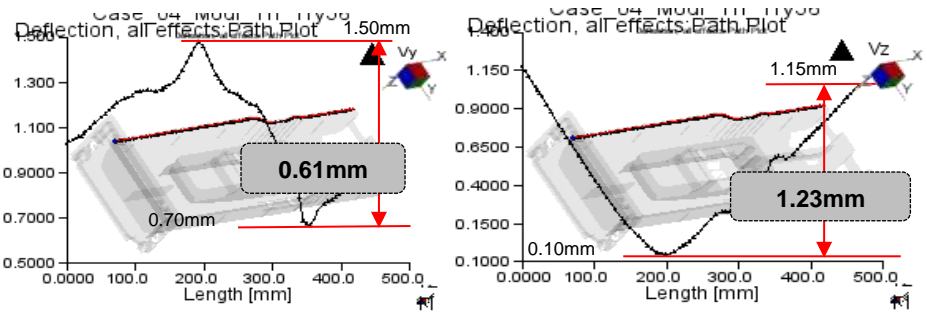 Deflection, all effects:Path Plot
1.500
1.50mm
Vy
X
Z
Y
1.300
1.100
0.9000
0.61mm
0.7000
0.70mm
0.5000
0.0000
100.0
200.0
300.0
400.0
500.0
Length [mm]
Deflection, all effects:Path Plot
1.400
Vz
X
Y
1.150
1.15mm
0.9000
0.6500
0.4000
1.23mm
0.1500
0.10mm
0.1000
0.0000
100.0
200.0
300.0
400.0
500.0
Length [mm]